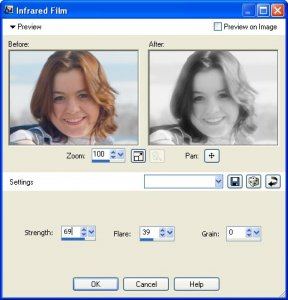 Infrared Film
Preview
Preview on Image
Before:
After:
Zoom: 100
Pan:
Settings
Strength: 69
Flare: 39
Grain: 0
OK
Cancel
Help